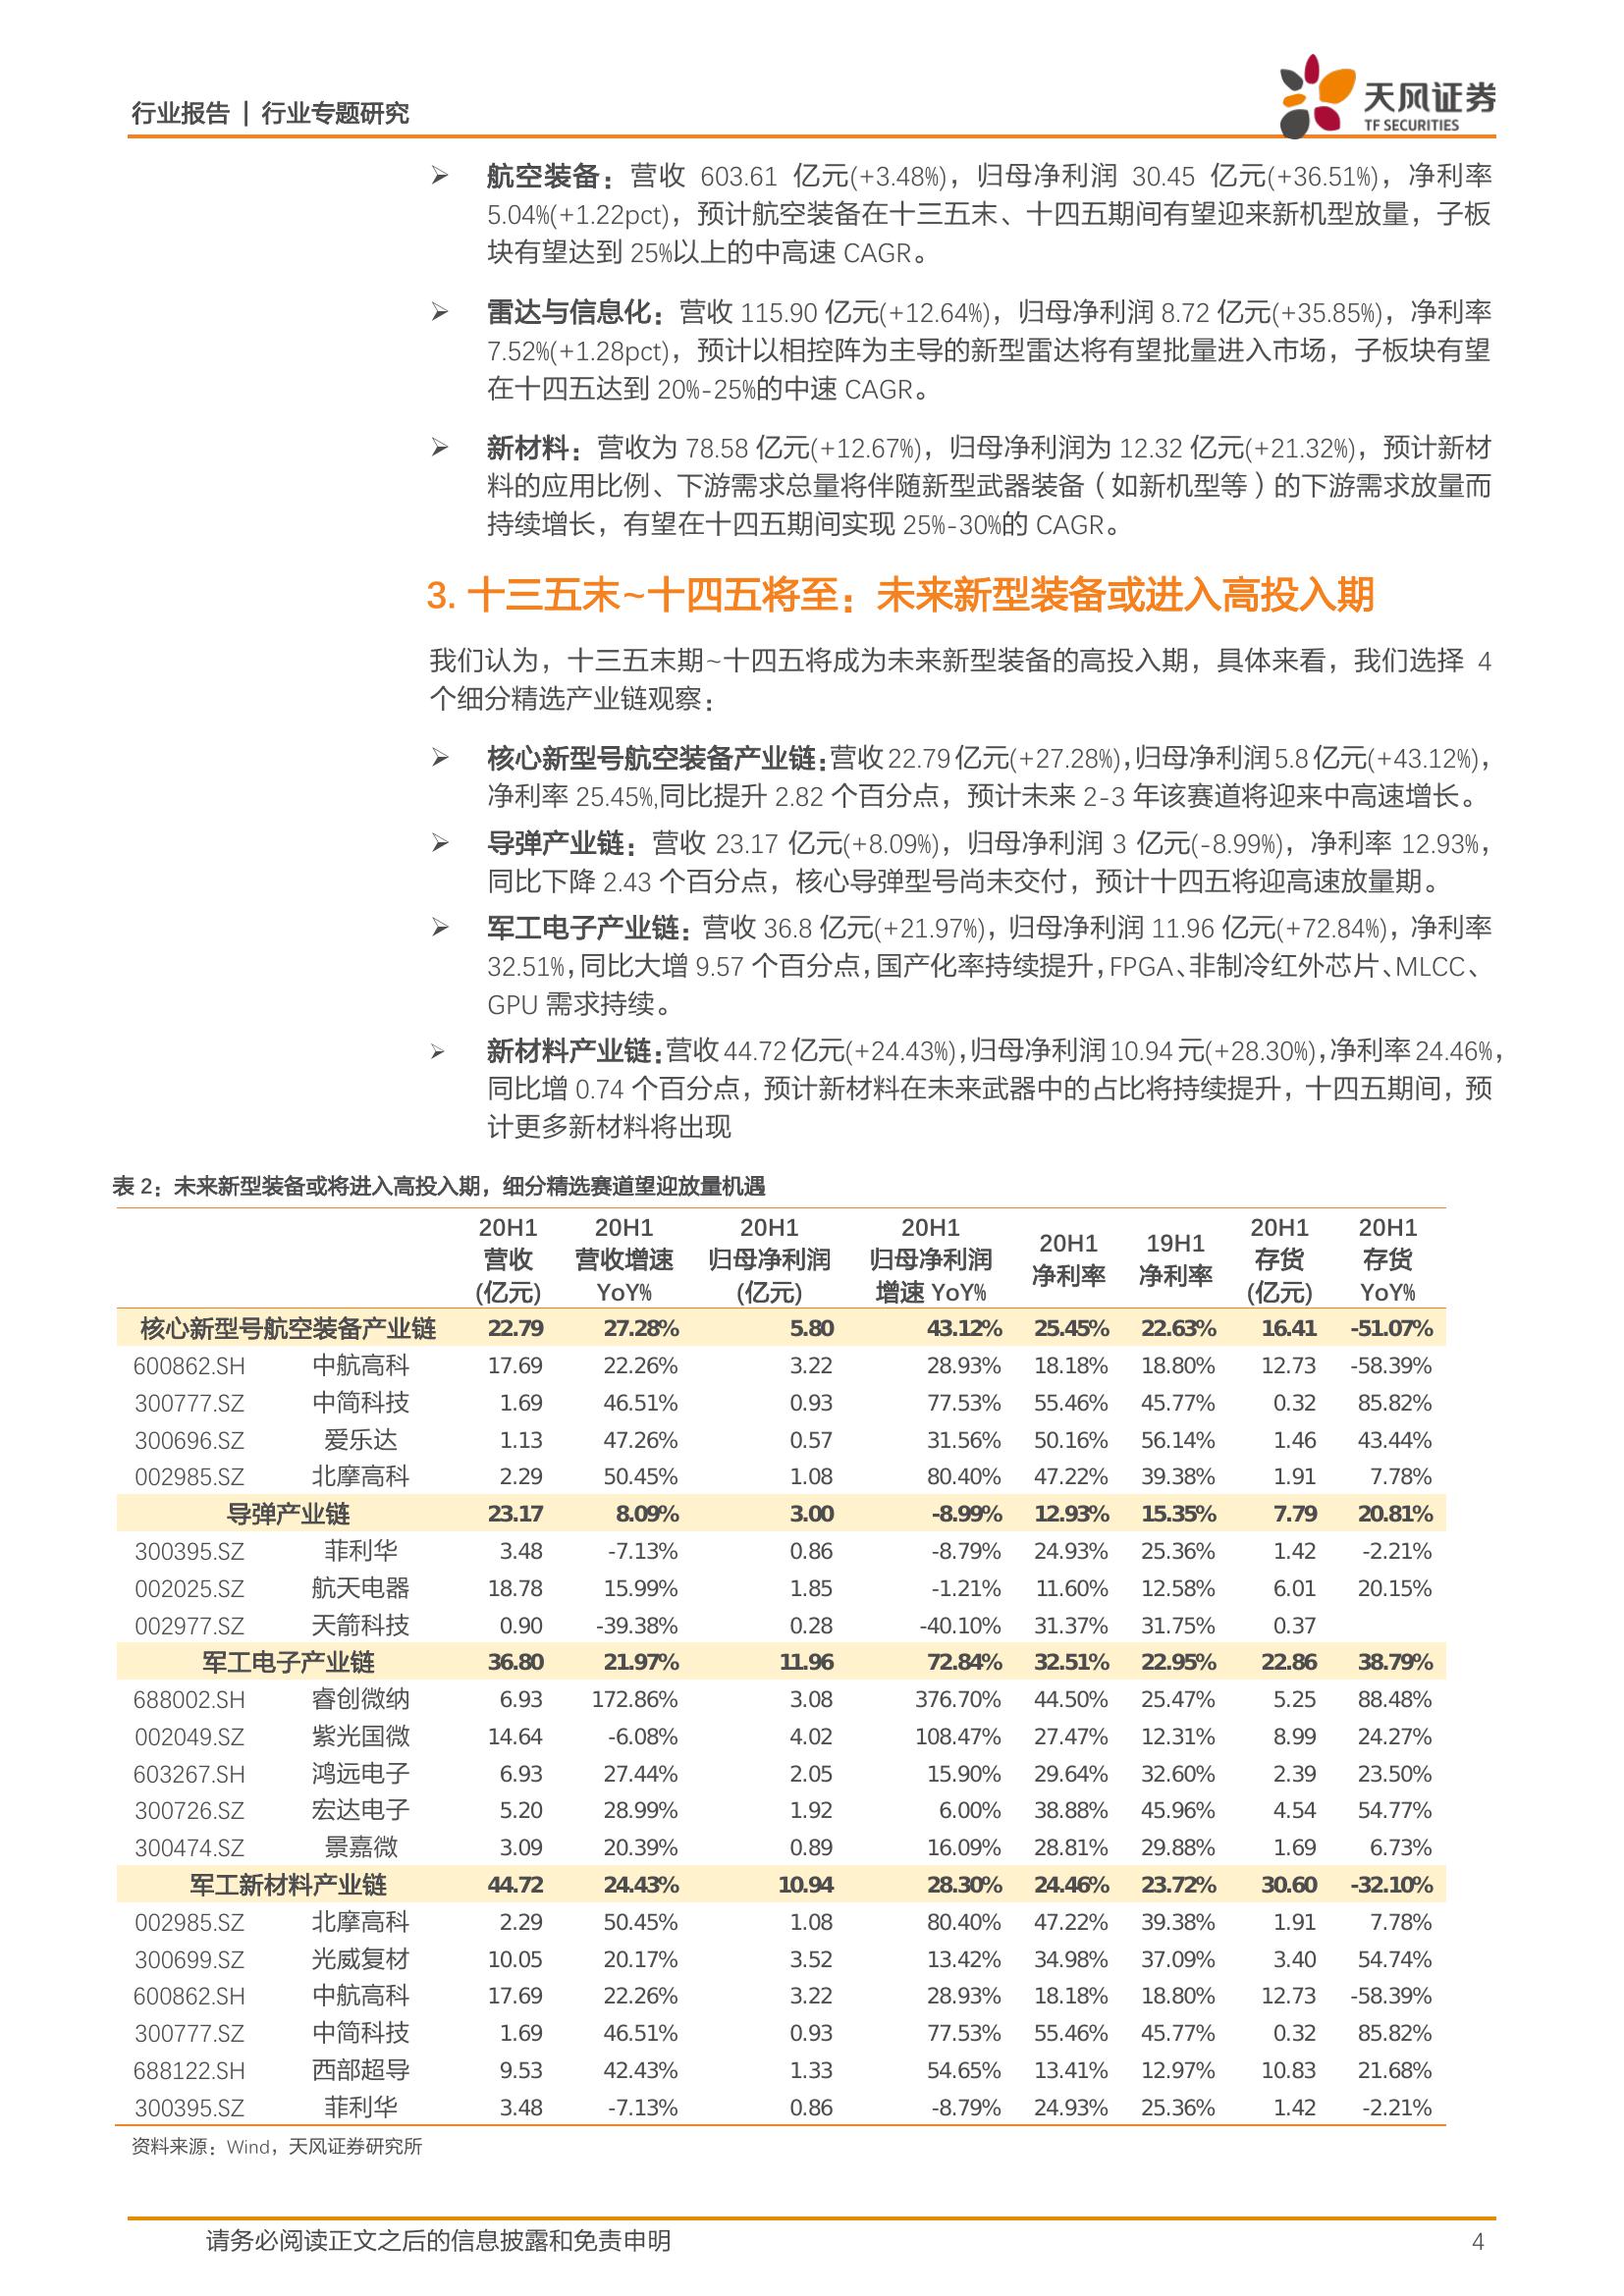 行业报告 | 行业专题研究
天风证券
TF SECURITIES
➢ 航空装备：营收 603.61 亿元(+3.48%)，归母净利润 30.45 亿元(+36.51%)，净利率
5.04%(+1.22pct)，预计航空装备在十三五末、十四五期间有望迎来新机型放量，子板
块有望达到 25%以上的中高速 CAGR。
➢ 雷达与信息化：营收 115.90 亿元(+12.64%)，归母净利润 8.72 亿元(+35.85%)，净利率
7.52%(+1.28pct)，预计以相控阵为主导的新型雷达将有望批量进入市场，子板块有望
在十四五达到 20%-25%的中速 CAGR。
➢ 新材料：营收为 78.58 亿元(+12.67%)，归母净利润为 12.32 亿元(+21.32%)，预计新材
料的应用比例、下游需求总量将伴随新型武器装备（如新机型等）的下游需求放量而
持续增长，有望在十四五期间实现 25%-30%的 CAGR。
3. 十三五末~十四五将至：未来新型装备或进入高投入期
我们认为，十三五末期~十四五将成为未来新型装备的高投入期，具体来看，我们选择 4
个细分精选产业链观察：
➢ 核心新型号航空装备产业链：营收 22.79 亿元(+27.28%)，归母净利润 5.8 亿元(+43.12%)，
净利率 25.45%,同比提升 2.82 个百分点，预计未来 2-3 年该赛道将迎来中高速增长。
➢ 导弹产业链：营收 23.17 亿元(+8.09%)，归母净利润 3 亿元(-8.99%)，净利率 12.93%，
同比下降 2.43 个百分点，核心导弹型号尚未交付，预计十四五将迎高速放量期。
➢ 军工电子产业链：营收 36.8 亿元(+21.97%)，归母净利润 11.96 亿元(+72.84%)，净利率
32.51%，同比大增 9.57 个百分点，国产化率持续提升，FPGA、非制冷红外芯片、MLCC、
GPU 需求持续。
➢ 新材料产业链：营收 44.72 亿元(+24.43%)，归母净利润 10.94 元(+28.30%)，净利率 24.46%，
同比增 0.74 个百分点，预计新材料在未来武器中的占比将持续提升，十四五期间，预
计更多新材料将出现
表 2：未来新型装备或将进入高投入期，细分精选赛道望迎放量机遇
20H1 营收 (亿元) 20H1 营收增速 YoY% 20H1 归母净利润 (亿元) 20H1 归母净利润 增速 YoY% 20H1 净利率 19H1 净利率 20H1 存货 (亿元) 20H1 存货 YoY%
核心新型号航空装备产业链 22.79 27.28% 5.80 43.12% 25.45% 22.63% 16.41 -51.07%
600862.SH 中航高科 17.69 22.26% 3.22 28.93% 18.18% 18.80% 12.73 -58.39%
300777.SZ 中简科技 1.69 46.51% 0.93 77.53% 55.46% 45.77% 0.32 85.82%
300696.SZ 爱乐达 1.13 47.26% 0.57 31.56% 50.16% 56.14% 1.46 43.44%
002985.SZ 北摩高科 2.29 50.45% 1.08 80.40% 47.22% 39.38% 1.91 7.78%
导弹产业链 23.17 8.09% 3.00 -8.99% 12.93% 15.35% 7.79 20.81%
300395.SZ 菲利华 3.48 -7.13% 0.86 -8.79% 24.93% 25.36% 1.42 -2.21%
002025.SZ 航天电器 18.78 15.99% 1.85 -1.21% 11.60% 12.58% 6.01 20.15%
002977.SZ 天箭科技 0.90 -39.38% 0.28 -40.10% 31.37% 31.75% 0.37
军工电子产业链 36.80 21.97% 11.96 72.84% 32.51% 22.95% 22.86 38.79%
688002.SH 睿创微纳 6.93 172.86% 3.08 376.70% 44.50% 25.47% 5.25 88.48%
002049.SZ 紫光国微 14.64 -6.08% 4.02 108.47% 27.47% 12.31% 8.99 24.27%
603267.SH 鸿远电子 6.93 27.44% 2.05 15.90% 29.64% 32.60% 2.39 23.50%
300726.SZ 宏达电子 5.20 28.99% 1.92 6.00% 38.88% 45.96% 4.54 54.77%
300474.SZ 景嘉微 3.09 20.39% 0.89 16.09% 28.81% 29.88% 1.69 6.73%
军工新材料产业链 44.72 24.43% 10.94 28.30% 24.46% 23.72% 30.60 -32.10%
002985.SZ 北摩高科 2.29 50.45% 1.08 80.40% 47.22% 39.38% 1.91 7.78%
300699.SZ 光威复材 10.05 20.17% 3.52 13.42% 34.98% 37.09% 3.40 54.74%
600862.SH 中航高科 17.69 22.26% 3.22 28.93% 18.18% 18.80% 12.73 -58.39%
300777.SZ 中简科技 1.69 46.51% 0.93 77.53% 55.46% 45.77% 0.32 85.82%
688122.SH 西部超导 9.53 42.43% 1.33 54.65% 13.41% 12.97% 10.83 21.68%
300395.SZ 菲利华 3.48 -7.13% 0.86 -8.79% 24.93% 25.36% 1.42 -2.21%
资料来源：Wind，天风证券研究所
请务必阅读正文之后的信息披露和免责申明 4